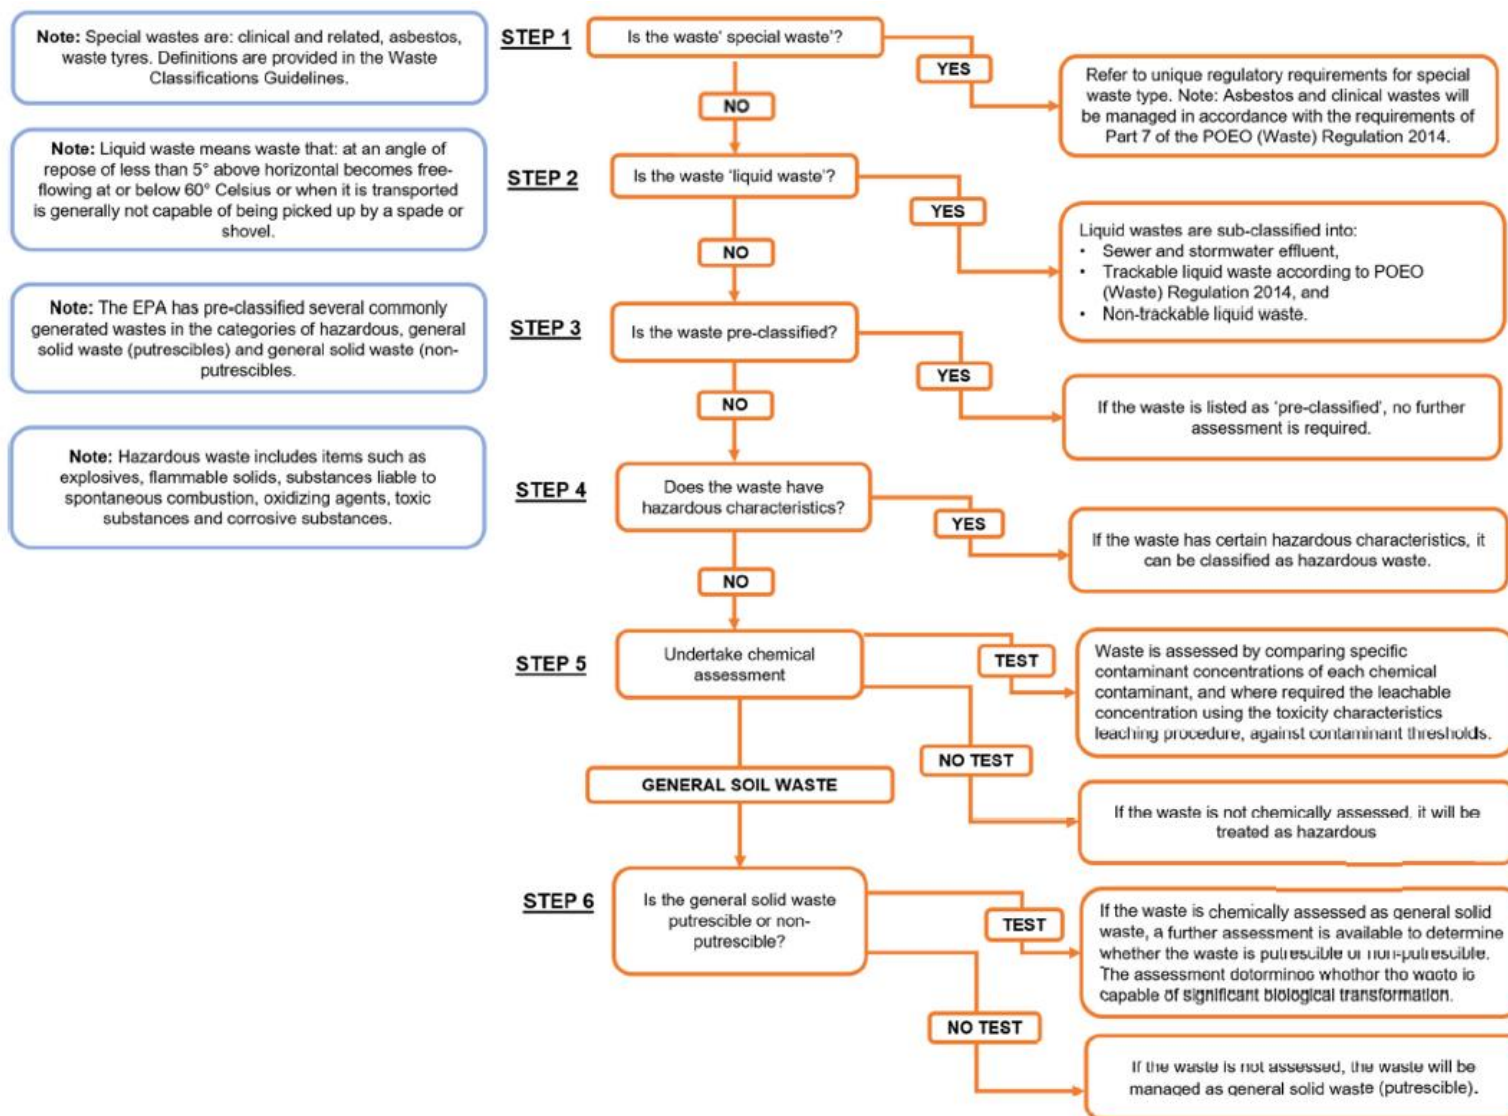 Note: Special wastes are: clinical and related, asbestos,
waste tyres. Definitions are provided in the Waste
Classifications Guidelines.
Note: Liquid waste means waste that: at an angle of
repose of less than 5° above horizontal becomes free-
flowing at or below 60° Celsius or when it is transported
is generally not capable of being picked up by a spade or
shovel.
Note: The EPA has pre-classified several commonly
generated wastes in the categories of hazardous, general
solid waste (putrescibles) and general solid waste (non-
putrescibles.
Note: Hazardous waste includes items such as
explosives, flammable solids, substances liable to
spontaneous combustion, oxidizing agents, toxic
substances and corrosive substances.
STEP 1
Is the waste‘ special waste’?
YES
NO
Refer to unique regulatory requirements for special
waste type. Note: Asbestos and clinical wastes will
be managed in accordance with the requirements of
Part 7 of the POEO (Waste) Regulation 2014.
STEP 2
Is the waste ‘liquid waste’?
YES
NO
Liquid wastes are sub-classified into:
• Sewer and stormwater effluent,
• Trackable liquid waste according to POEO
(Waste) Regulation 2014, and
• Non-trackable liquid waste.
STEP 3
Is the waste pre-classified?
YES
NO
If the waste is listed as ‘pre-classified’, no further
assessment is required.
STEP 4
Does the waste have
hazardous characteristics?
YES
NO
If the waste has certain hazardous characteristics, it
can be classified as hazardous waste.
STEP 5
Undertake chemical
assessment
TEST
Waste is assessed by comparing specific
contaminant concentrations of each chemical
contaminant, and where required the leachable
concentration using the toxicity characteristics
leaching procedure, against contaminant thresholds.
NO TEST
If the waste is not chemically assessed, it will be
treated as hazardous
GENERAL SOIL WASTE
STEP 6
Is the general solid waste
putrescible or non-
putrescible?
TEST
If the waste is chemically assessed as general solid
waste, a further assessment is available to determine
whether the waste is putrescible or non-putrescible.
The assessment determines whether the waste is
capable of significant biological transformation.
NO TEST
If the waste is not assessed, the waste will be
managed as general solid waste (putrescible).